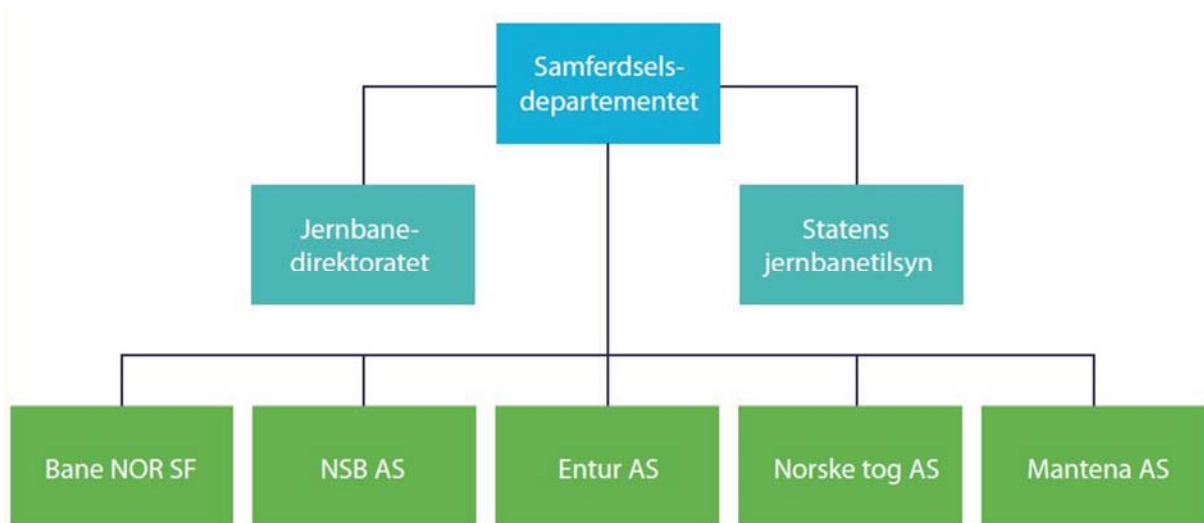 Samferdsels-
departementet
Jernbane-
direktoratet
Statens
jernbanetilsyn
Bane NOR SF
NSB AS
Entur AS
Norske tog AS
Mantena AS